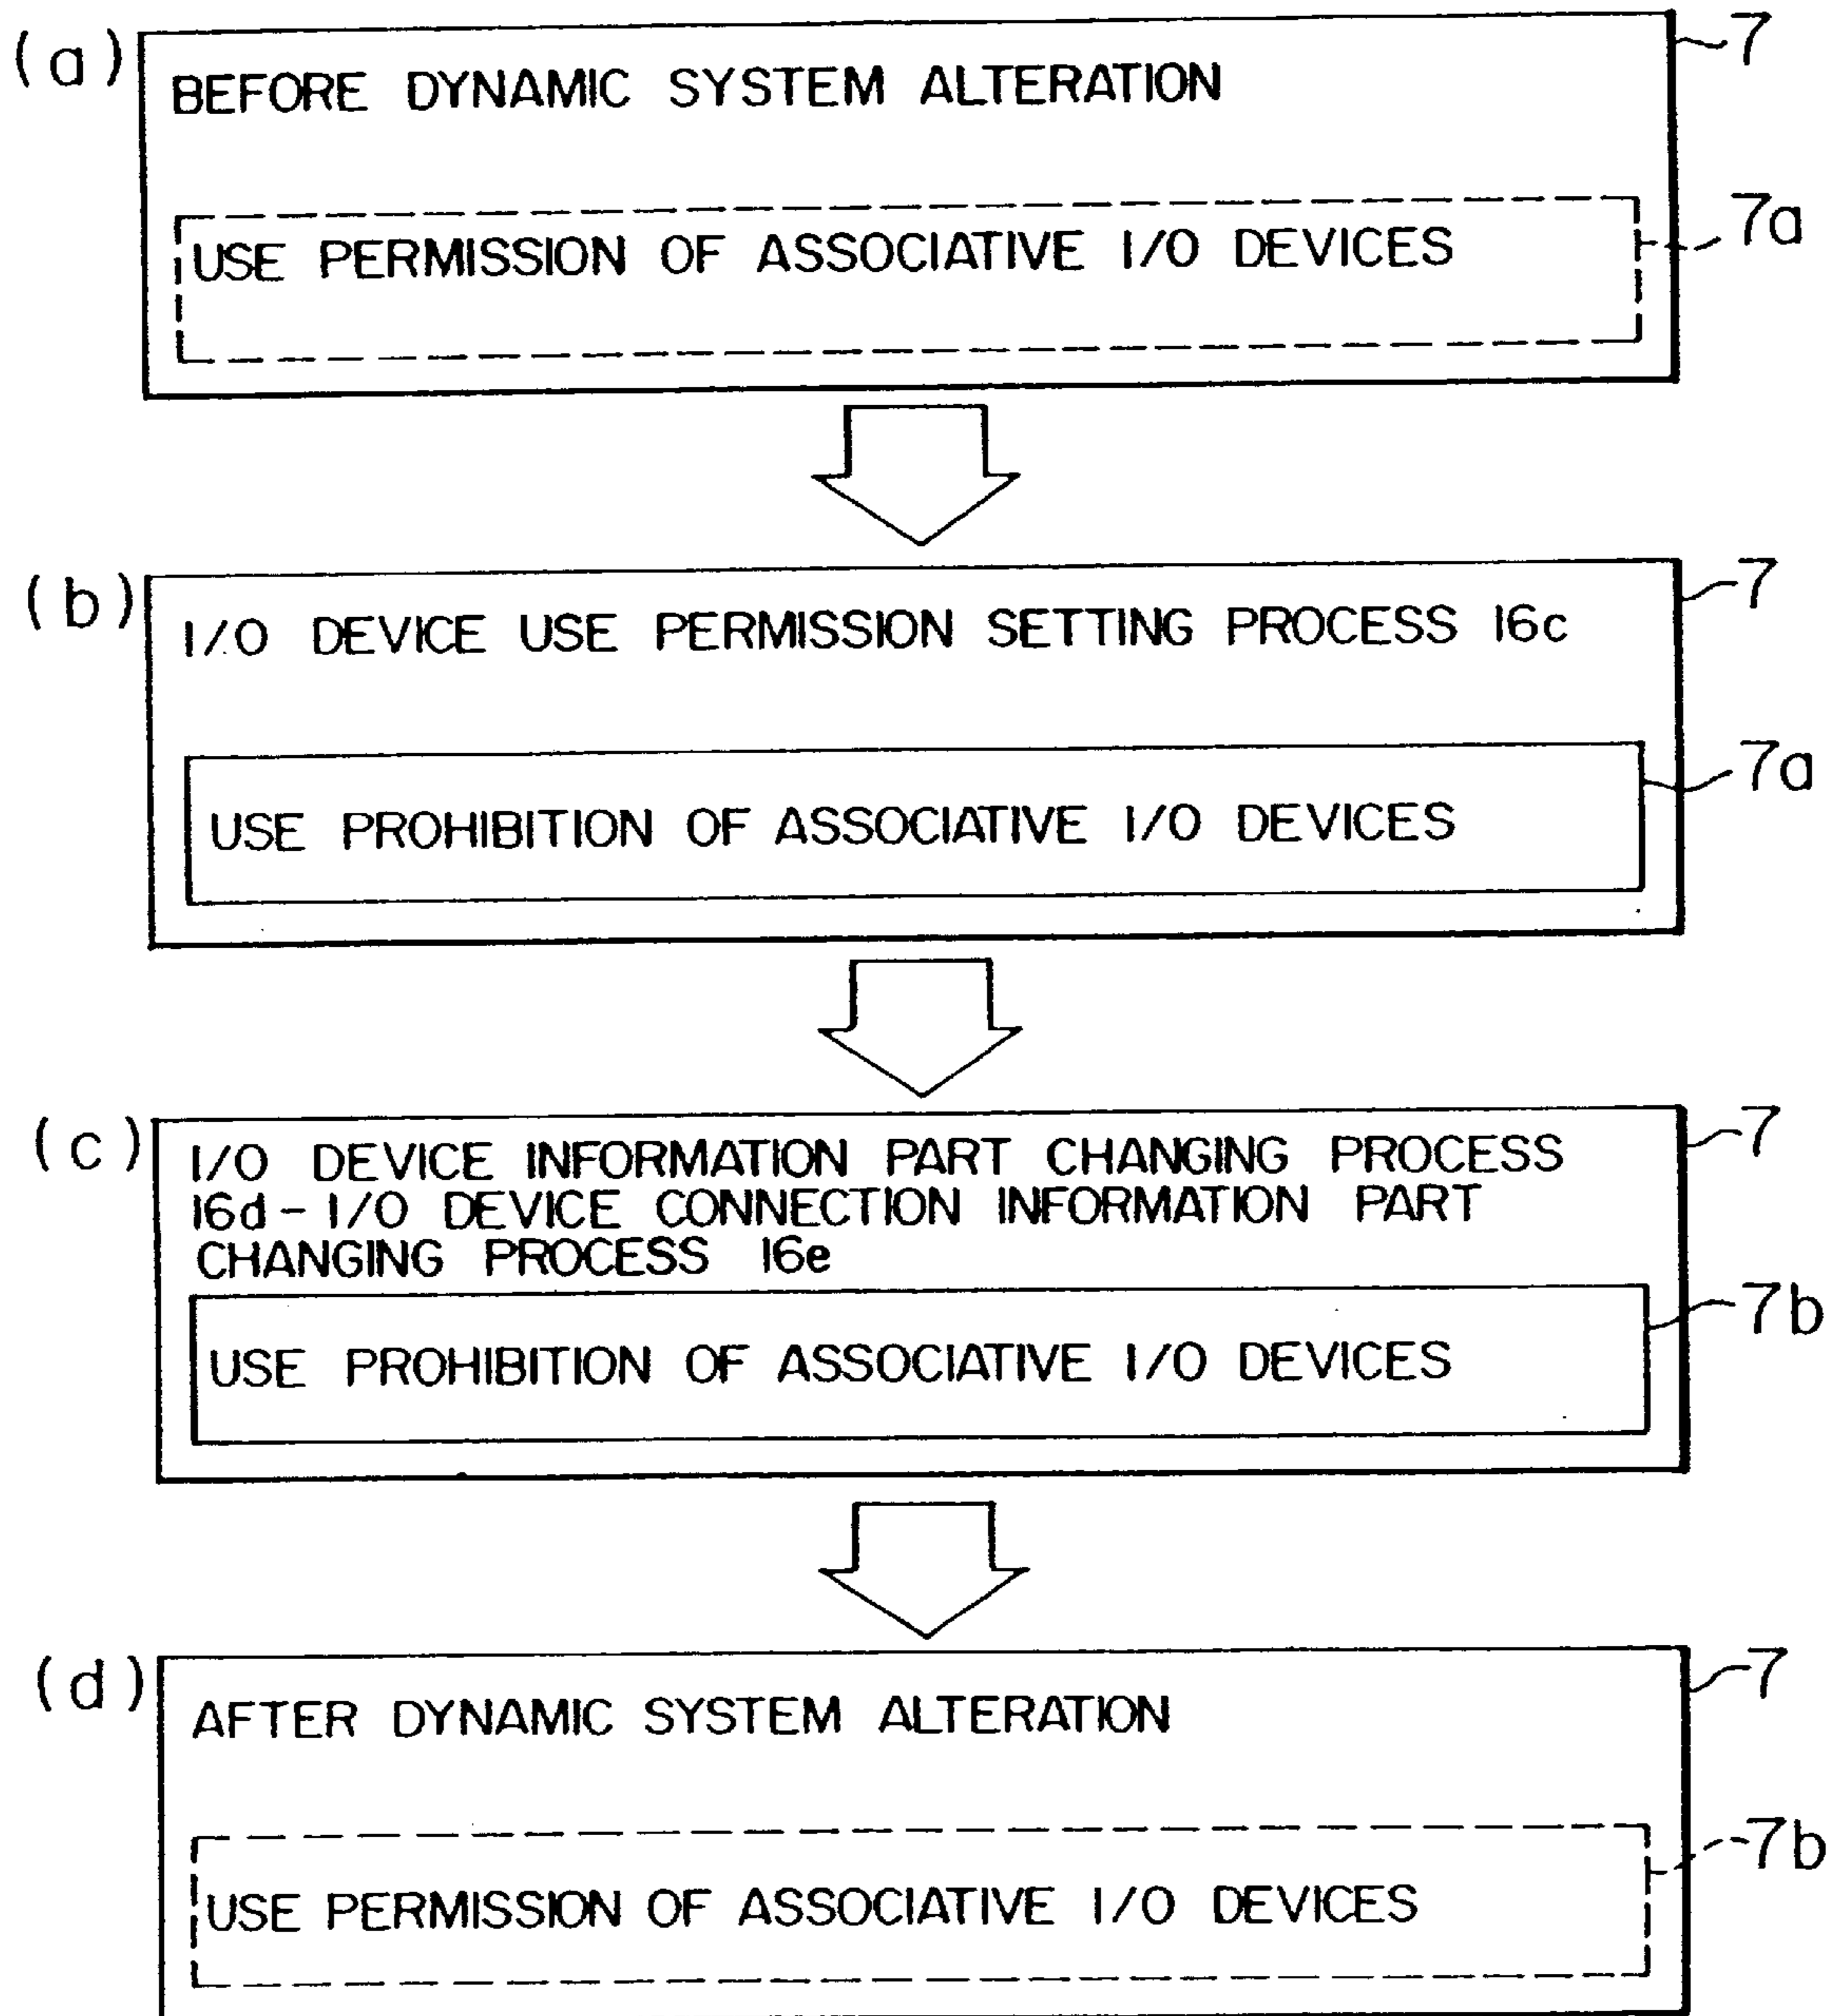 (a)
7
BEFORE DYNAMIC SYSTEM ALTERATION
7a
USE PERMISSION OF ASSOCIATIVE I/O DEVICES
(b)
7
I/O DEVICE USE PERMISSION SETTING PROCESS 16c
7a
USE PROHIBITION OF ASSOCIATIVE I/O DEVICES
(c)
7
I/O DEVICE INFORMATION PART CHANGING PROCESS
16d - I/O DEVICE CONNECTION INFORMATION PART
CHANGING PROCESS 16e
7b
USE PROHIBITION OF ASSOCIATIVE I/O DEVICES
(d)
7
AFTER DYNAMIC SYSTEM ALTERATION
7b
USE PERMISSION OF ASSOCIATIVE I/O DEVICES